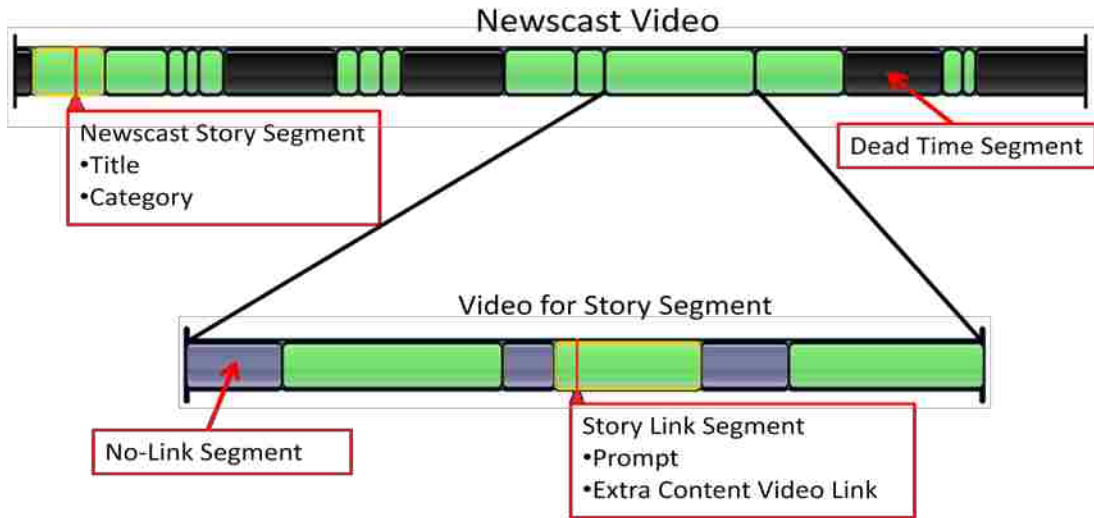 Newscast Video
Newscast Story Segment
•Title
•Category
Dead Time Segment
Video for Story Segment
No-Link Segment
Story Link Segment
•Prompt
•Extra Content Video Link